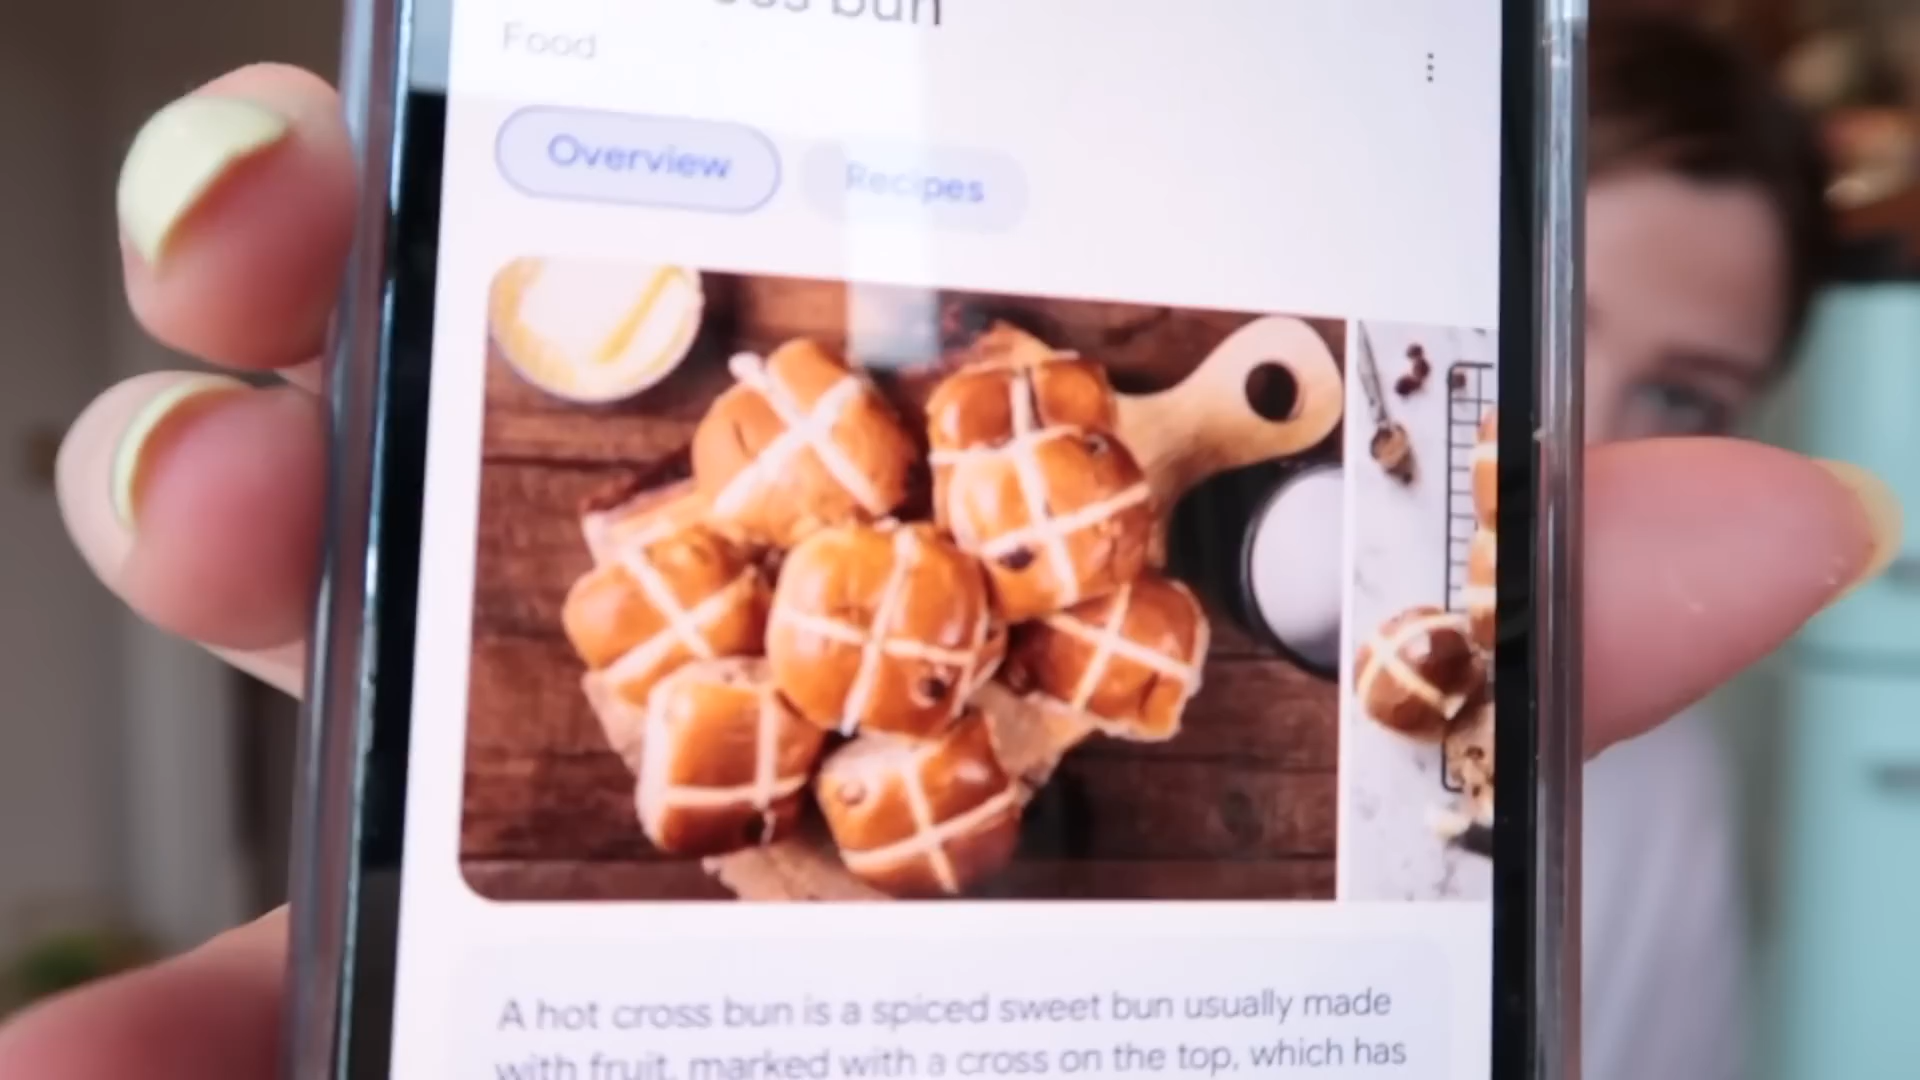 bun
Food
Overview
Recipes
A hot cross bun is a spiced sweet bun usually made
with fruit, marked with a cross on the top, which has